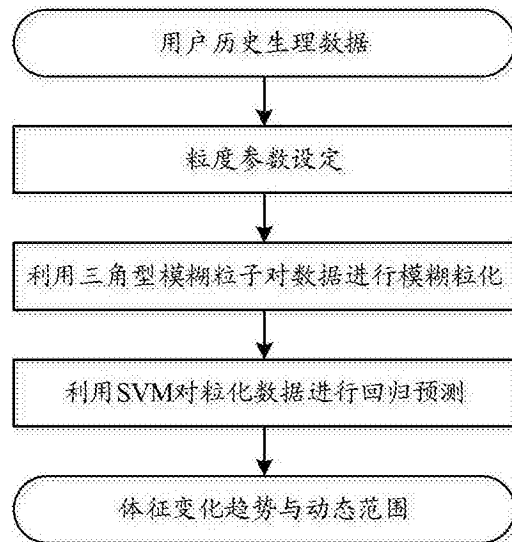 用户历史生理数据
粒度参数设定
利用三角型模糊粒子对数据进行模糊粒化
利用SVM对粒化数据进行回归预测
体征变化趋势与动态范围